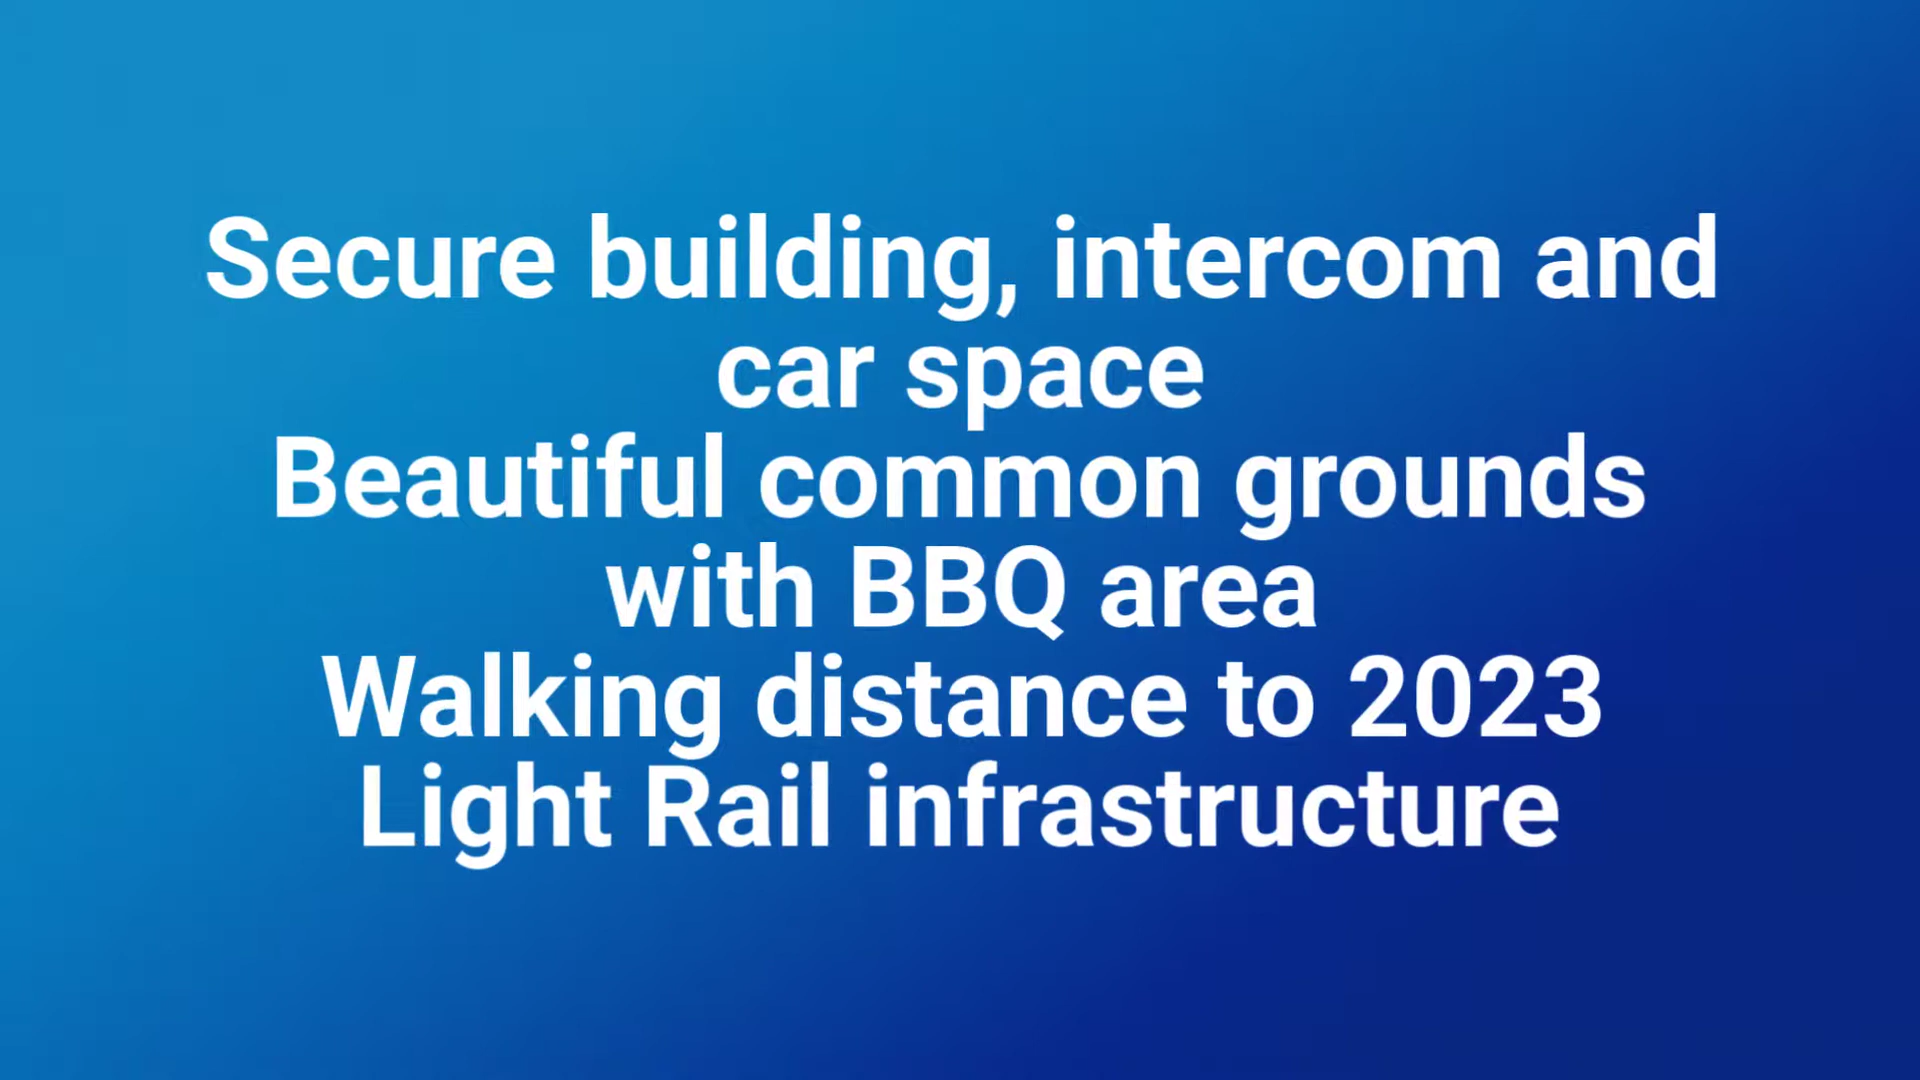 Secure building, intercom and
car space
Beautiful common grounds
with BBQ area
Walking distance to 2023
Light Rail infrastructure